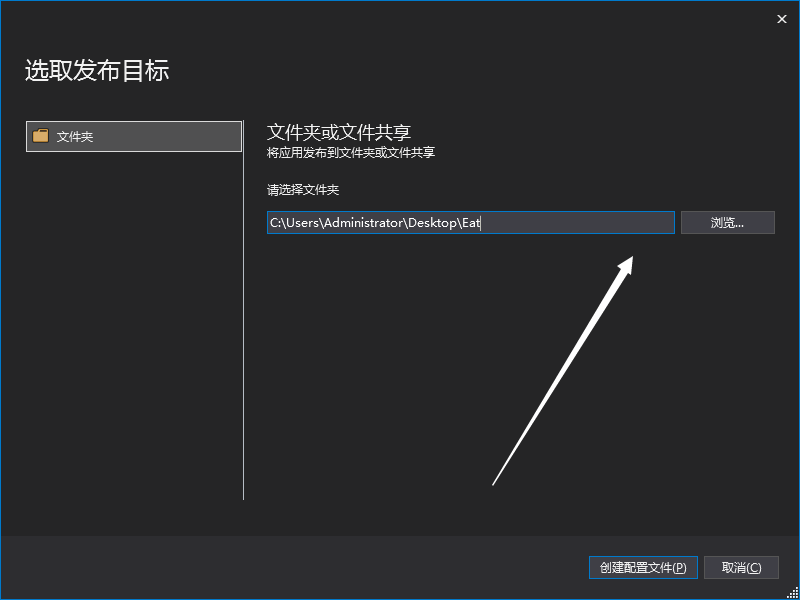 选取发布目标
文件夹
文件夹或文件共享
将应用发布到文件夹或文件共享
请选择文件夹
C:\Users\Administrator\Desktop\Eat
浏览...
创建配置文件(P)
取消(C)